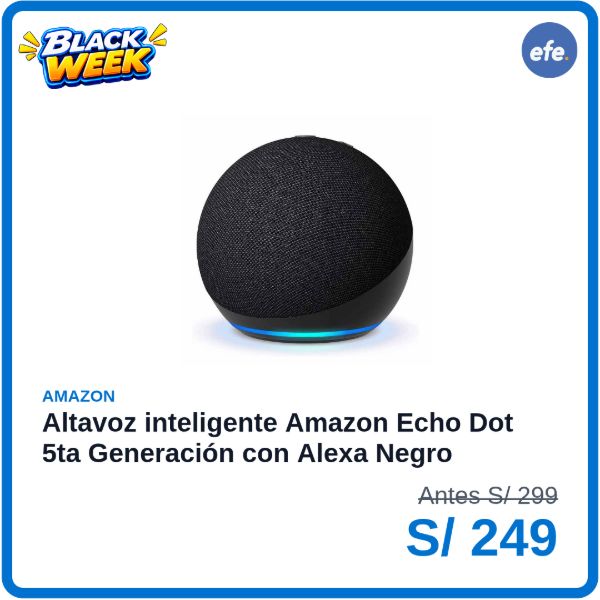 BLACK
WEEK
efe.
AMAZON
Altavoz inteligente Amazon Echo Dot
5ta Generación con Alexa Negro
Antes S/ 299
S/ 249